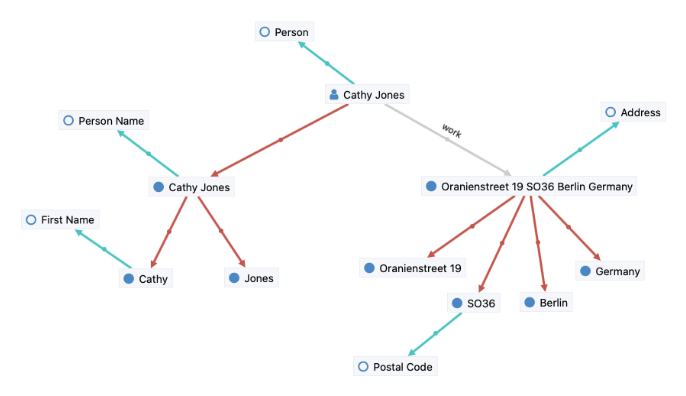 Person
Cathy Jones
work
Person Name
Address
Cathy Jones
Oranienstreet 19 SO36 Berlin Germany
First Name
Cathy
Jones
Oranienstreet 19
Germany
SO36
Berlin
Postal Code